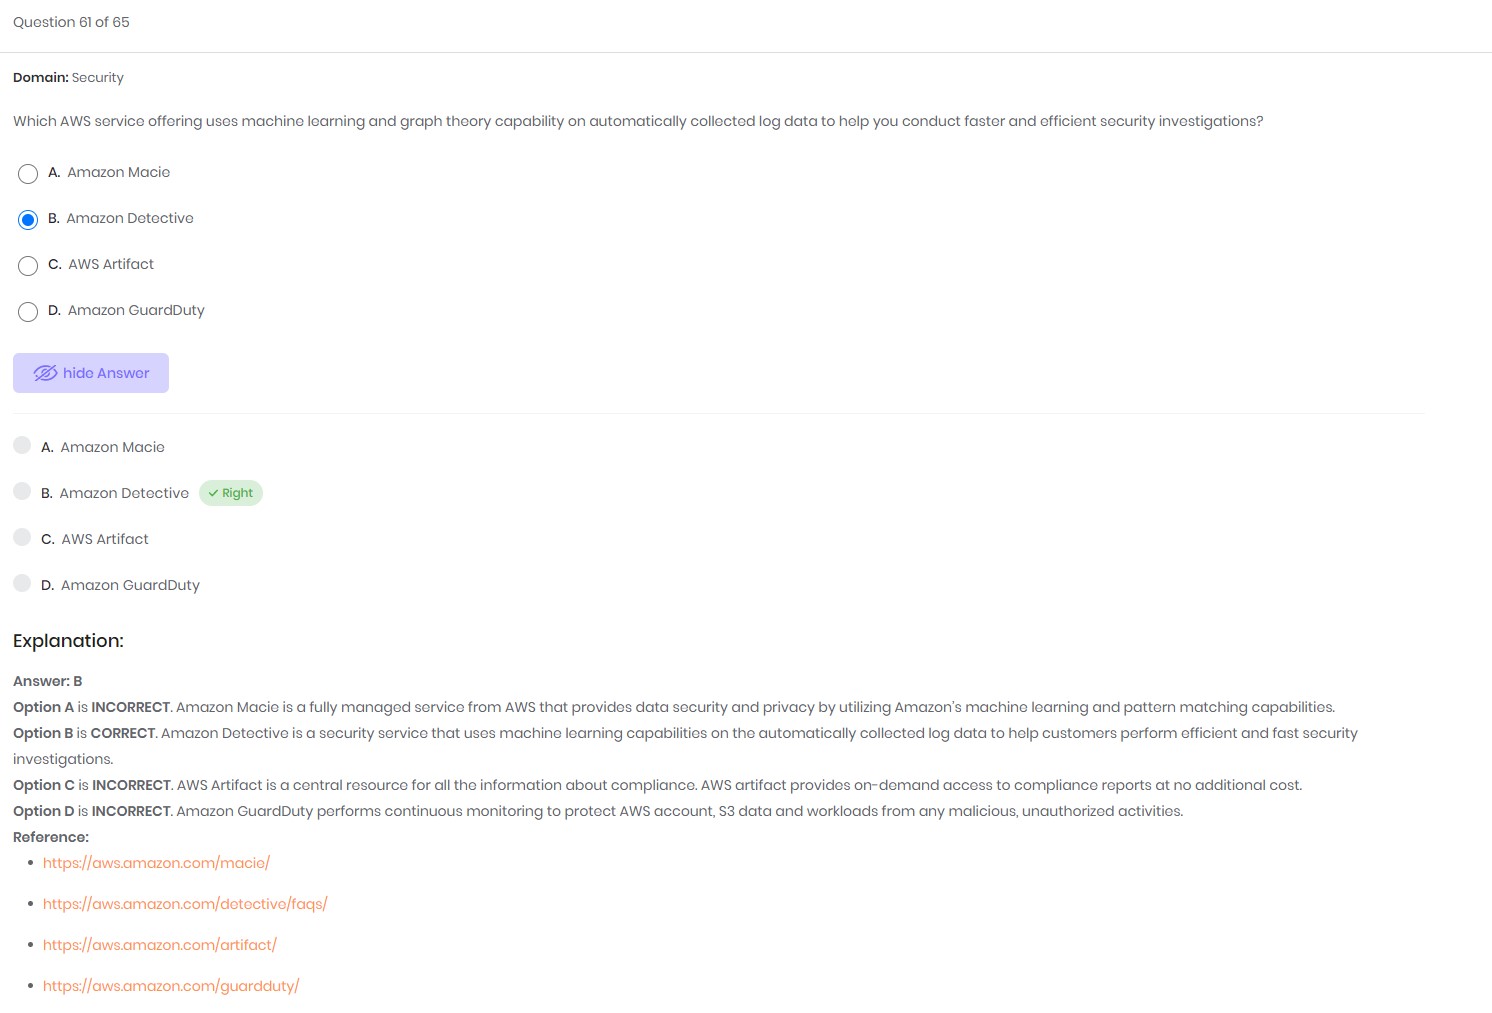 Question 61 of 65
Domain: Security
Which AWS service offering uses machine learning and graph theory capability on automatically collected log data to help you conduct faster and efficient security investigations?
A. Amazon Macie
B. Amazon Detective
C. AWS Artifact
D. Amazon GuardDuty
hide Answer
A. Amazon Macie
B. Amazon Detective Right
C. AWS Artifact
D. Amazon GuardDuty
Explanation:
Answer: B
Option A is INCORRECT. Amazon Macie is a fully managed service from AWS that provides data security and privacy by utilizing Amazon's machine learning and pattern matching capabilities.
Option B is CORRECT. Amazon Detective is a security service that uses machine learning capabilities on the automatically collected log data to help customers perform efficient and fast security
investigations.
Option C is INCORRECT. AWS Artifact is a central resource for all the information about compliance. AWS artifact provides on-demand access to compliance reports at no additional cost.
Option D is INCORRECT. Amazon GuardDuty performs continuous monitoring to protect AWS account, S3 data and workloads from any malicious, unauthorized activities.
Reference:
• https://aws.amazon.com/macie/
• https://aws.amazon.com/detective/faqs/
• https://aws.amazon.com/artifact/
• https://aws.amazon.com/guardduty/